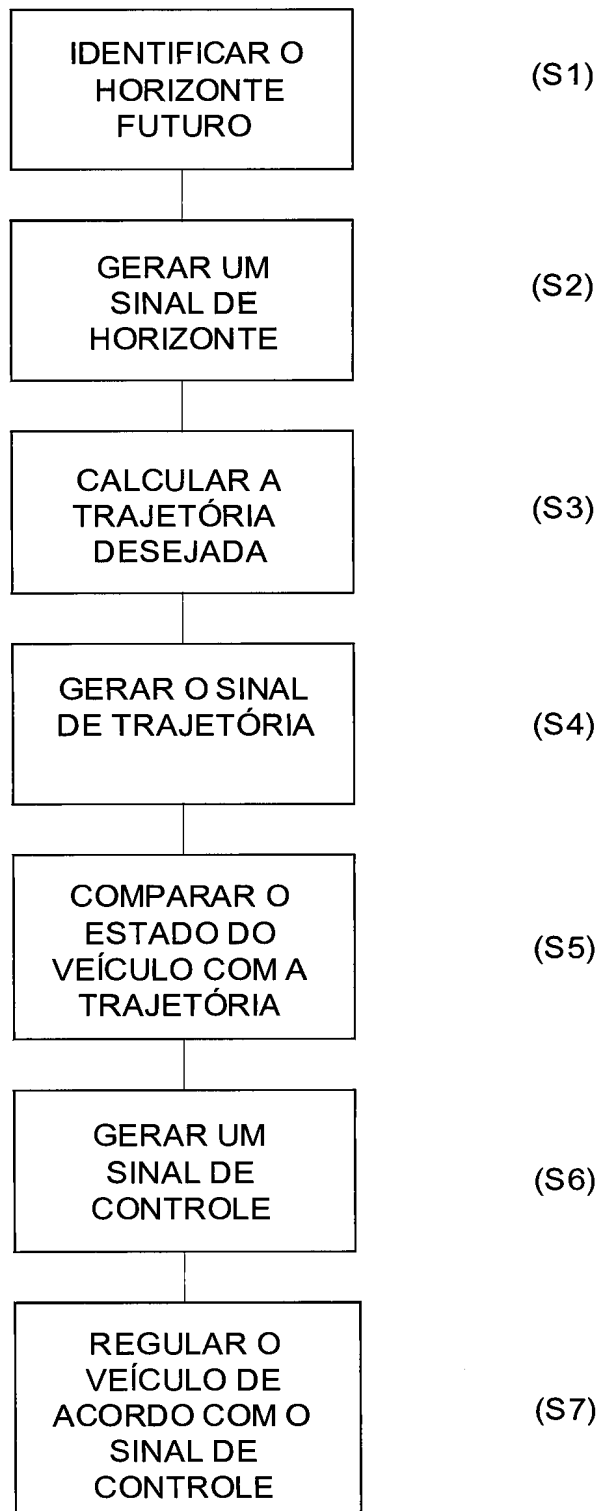 IDENTIFICAR O
HORIZONTE
FUTURO
(S1)
GERAR UM
SINAL DE
HORIZONTE
(S2)
CALCULAR A
TRAJETÓRIA
DESEJADA
(S3)
GERAR O SINAL
DE TRAJETÓRIA
(S4)
COMPARAR O
ESTADO DO
VEÍCULO COM A
TRAJETÓRIA
(S5)
GERAR UM
SINAL DE
CONTROLE
(S6)
REGULAR O
VEÍCULO DE
ACORDO COM O
SINAL DE
CONTROLE
(S7)